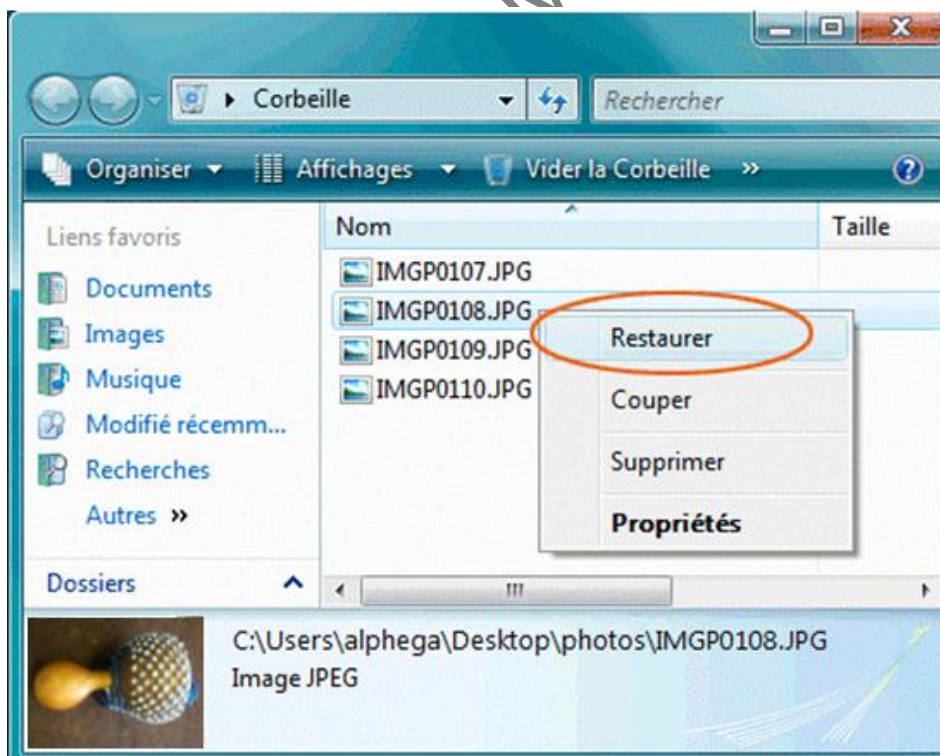 Corbeille
Rechercher
Organiser
Affichages
Vider la Corbeille »
Liens favoris
Documents
Images
Musique
Modifié récemm...
Recherches
Autres »
Dossiers
Nom
Taille
IMGP0107.JPG
IMGP0108.JPG
IMGP0109.JPG
IMGP0110.JPG
Restaurer
Couper
Supprimer
Propriétés
C:\Users\alphega\Desktop\photos\IMGP0108.JPG
Image JPEG